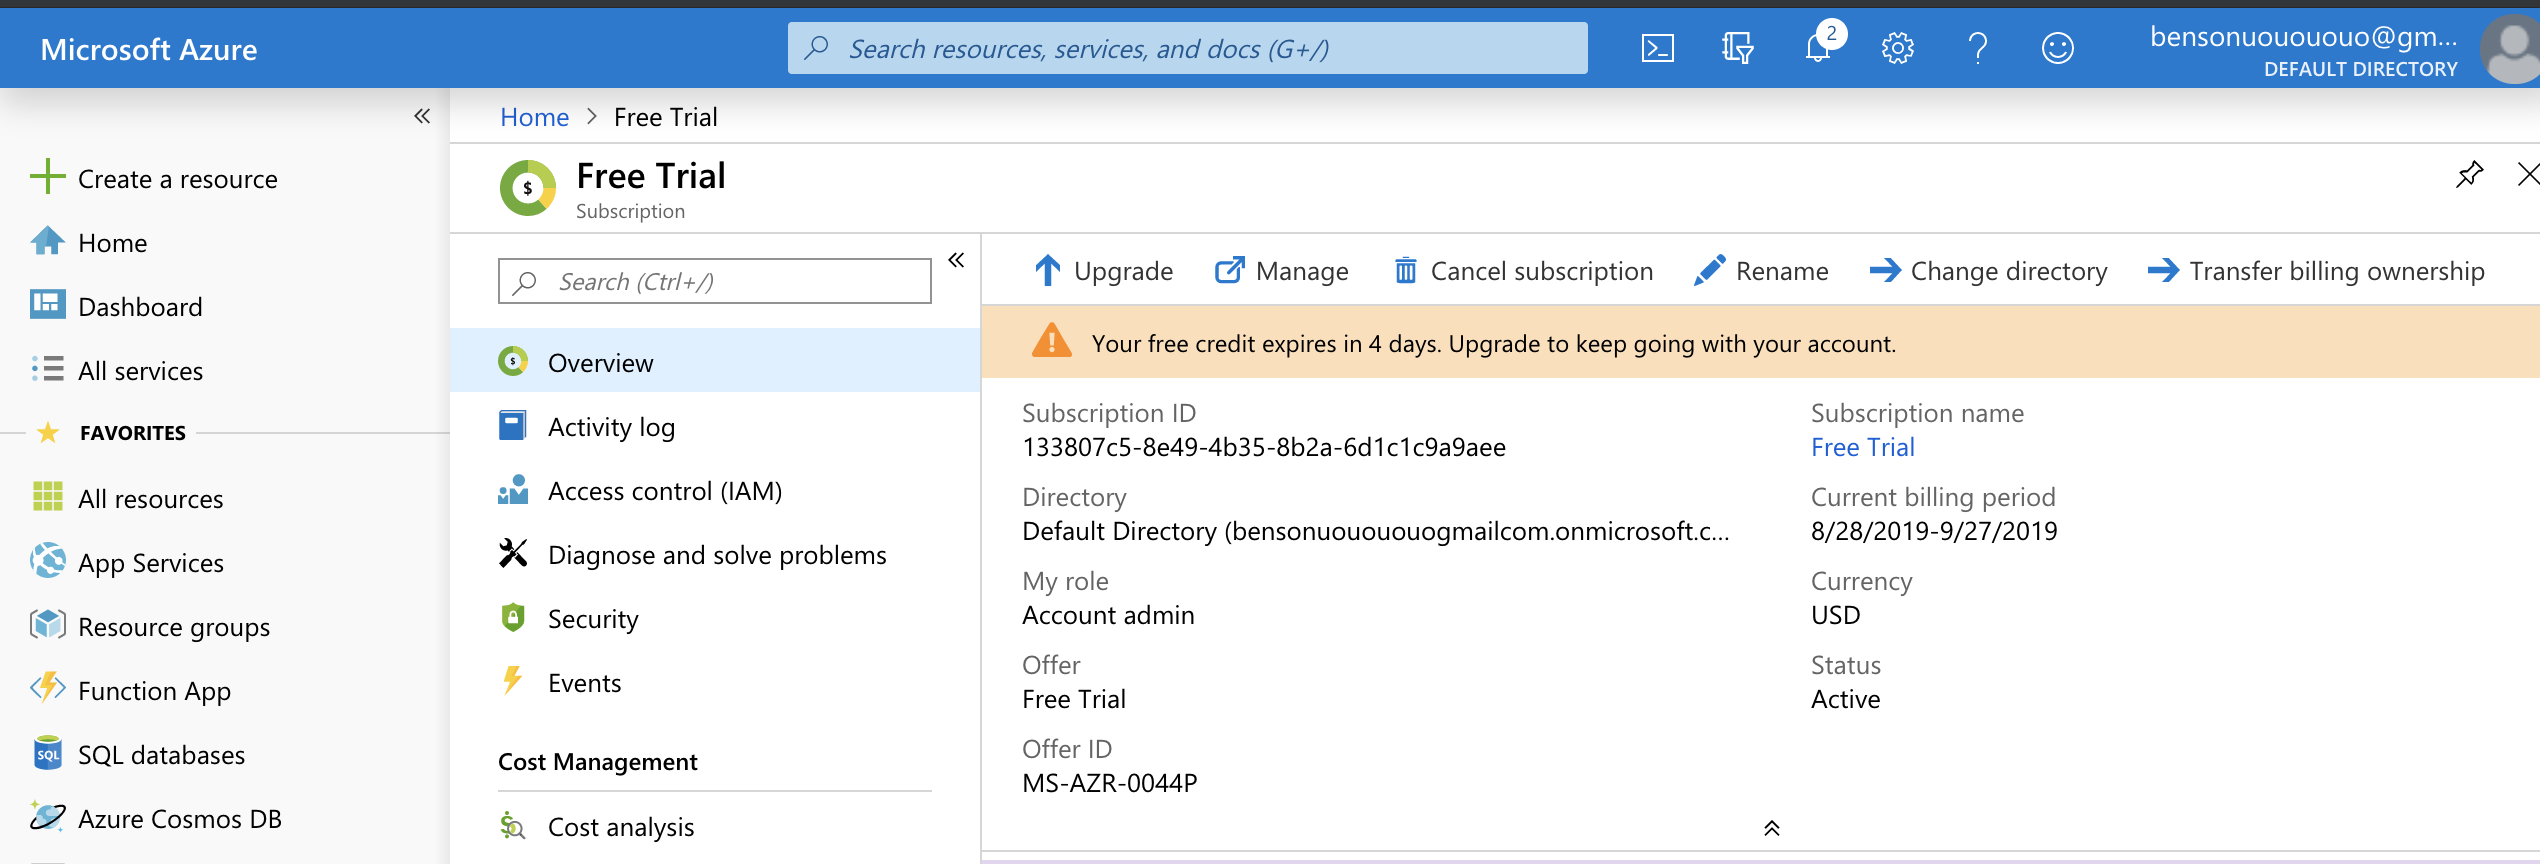 Microsoft Azure
Search resources, services, and docs (G+/)
2
bensonuoouuuo@gm...
DEFAULT DIRECTORY
Home > Free Trial
Free Trial
Subscription
Create a resource
Home
Dashboard
All services
FAVORITES
All resources
App Services
Resource groups
Function App
SQL databases
Azure Cosmos DB
Search (Ctrl+/)
Overview
Activity log
Access control (IAM)
Diagnose and solve problems
Security
Events
Cost Management
Cost analysis
Upgrade Manage Cancel subscription Rename Change directory Transfer billing ownership
Your free credit expires in 4 days. Upgrade to keep going with your account.
Subscription ID
133807c5-8e49-4b35-8b2a-6d1c1c9a9aee
Directory
Default Directory (bensonuououuogmailcom.onmicrosoft.c...
My role
Account admin
Offer
Free Trial
Offer ID
MS-AZR-0044P
Subscription name
Free Trial
Current billing period
8/28/2019-9/27/2019
Currency
USD
Status
Active